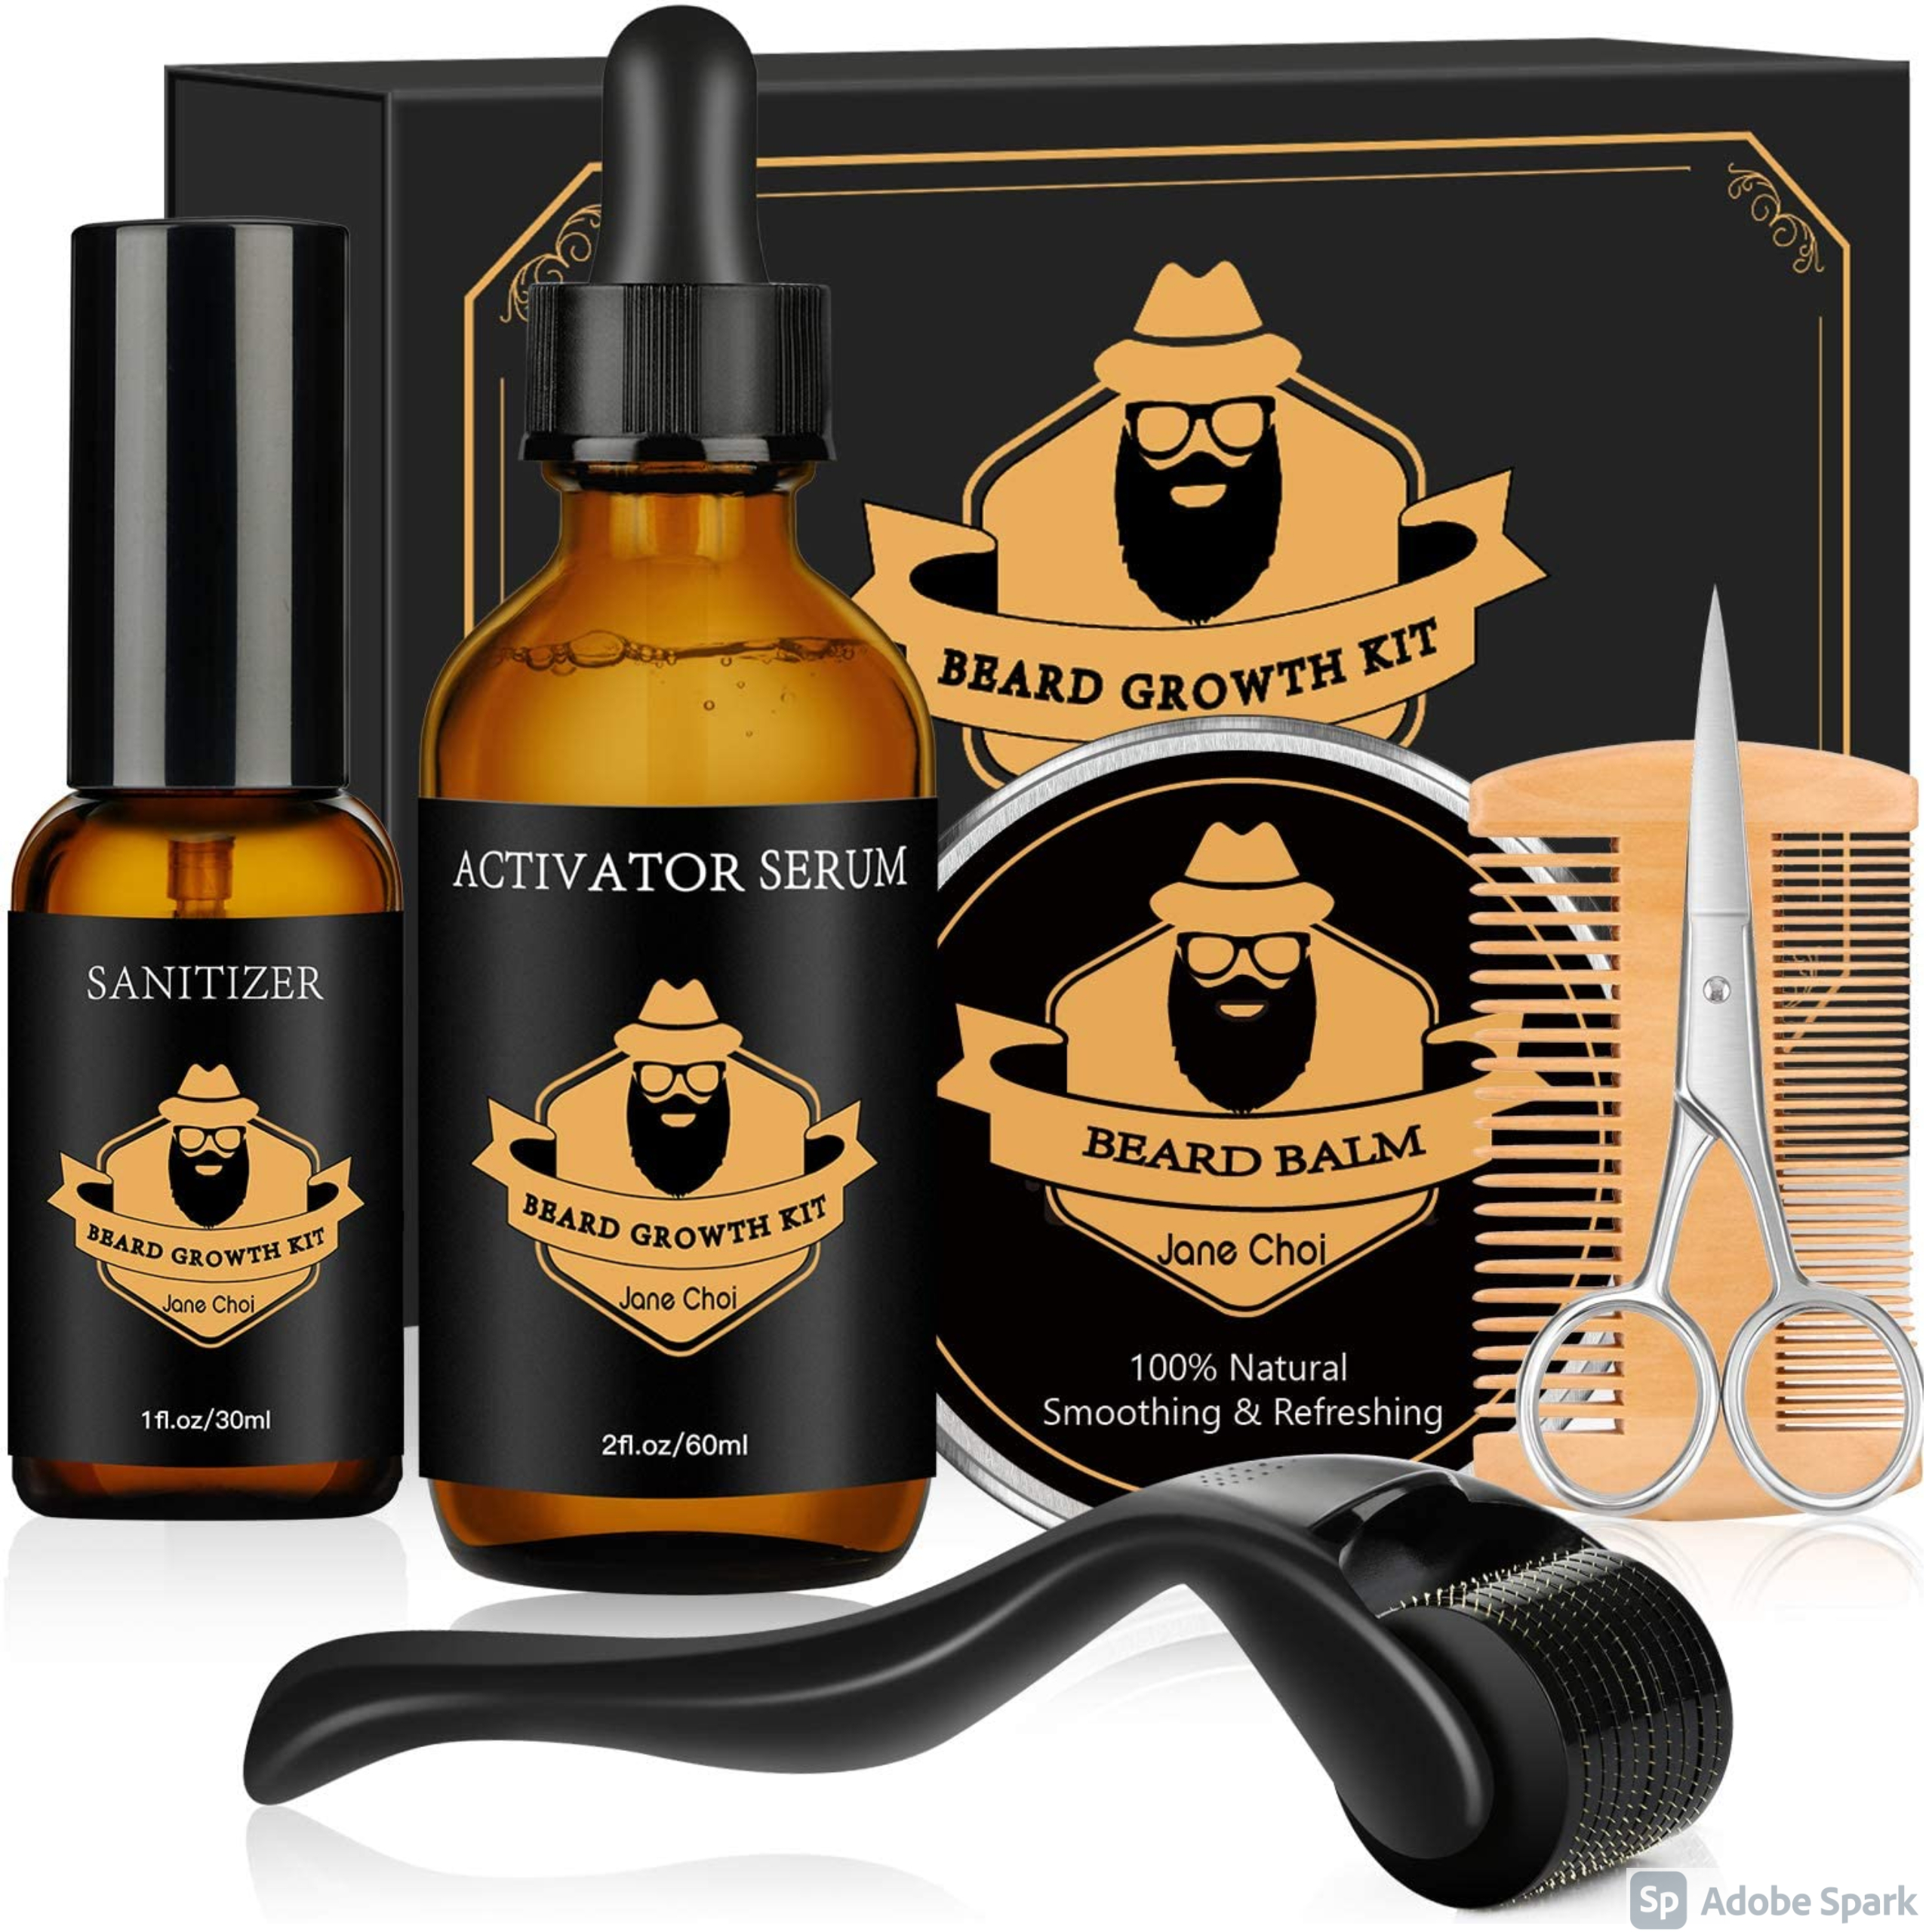 BEARD GROWTH KIT
ACTIVATOR SERUM
BEARD GROWTH KIT
Jane Choi
2fl.oz/60ml
SANITIZER
BEARD GROWTH KIT
Jane Choi
1fl.oz/30ml
BEARD BALM
Jane Choi
100% Natural
Smoothing & Refreshing
Sp Adobe Spark